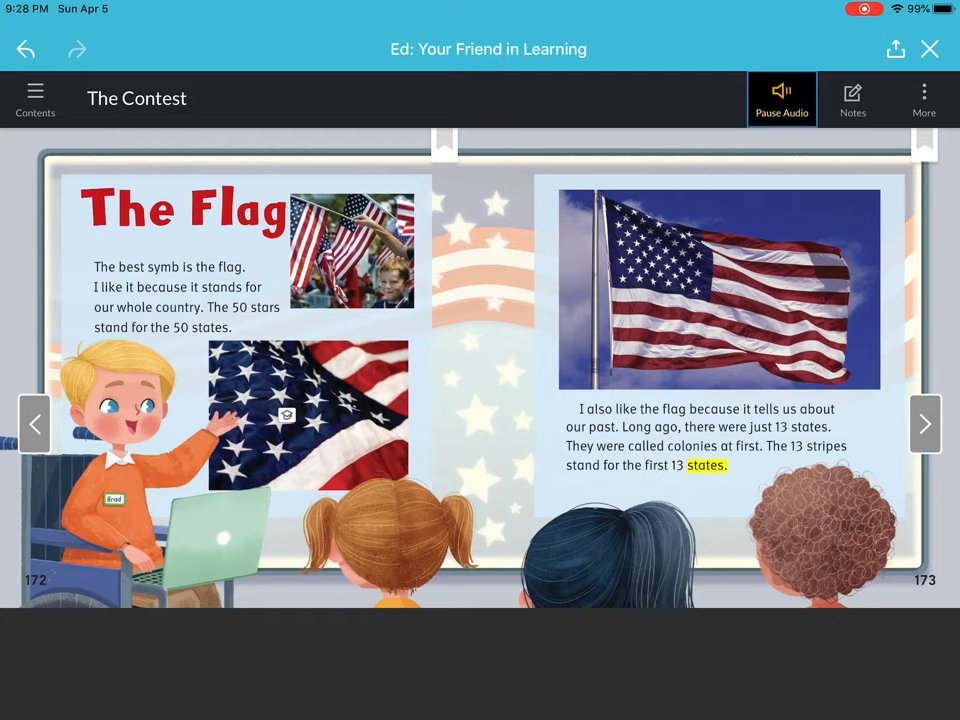 9:28 PM Sun Apr 5
99%
Ed: Your Friend in Learning
Contents
The Contest
Pause Audio
Notes
More
The Flag
The best symb is the flag.
I like it because it stands for
our whole country. The 50 stars
stand for the 50 states.
Brad
172
I also like the flag because it tells us about
our past. Long ago, there were just 13 states.
They were called colonies at first. The 13 stripes
stand for the first 13 states.
173